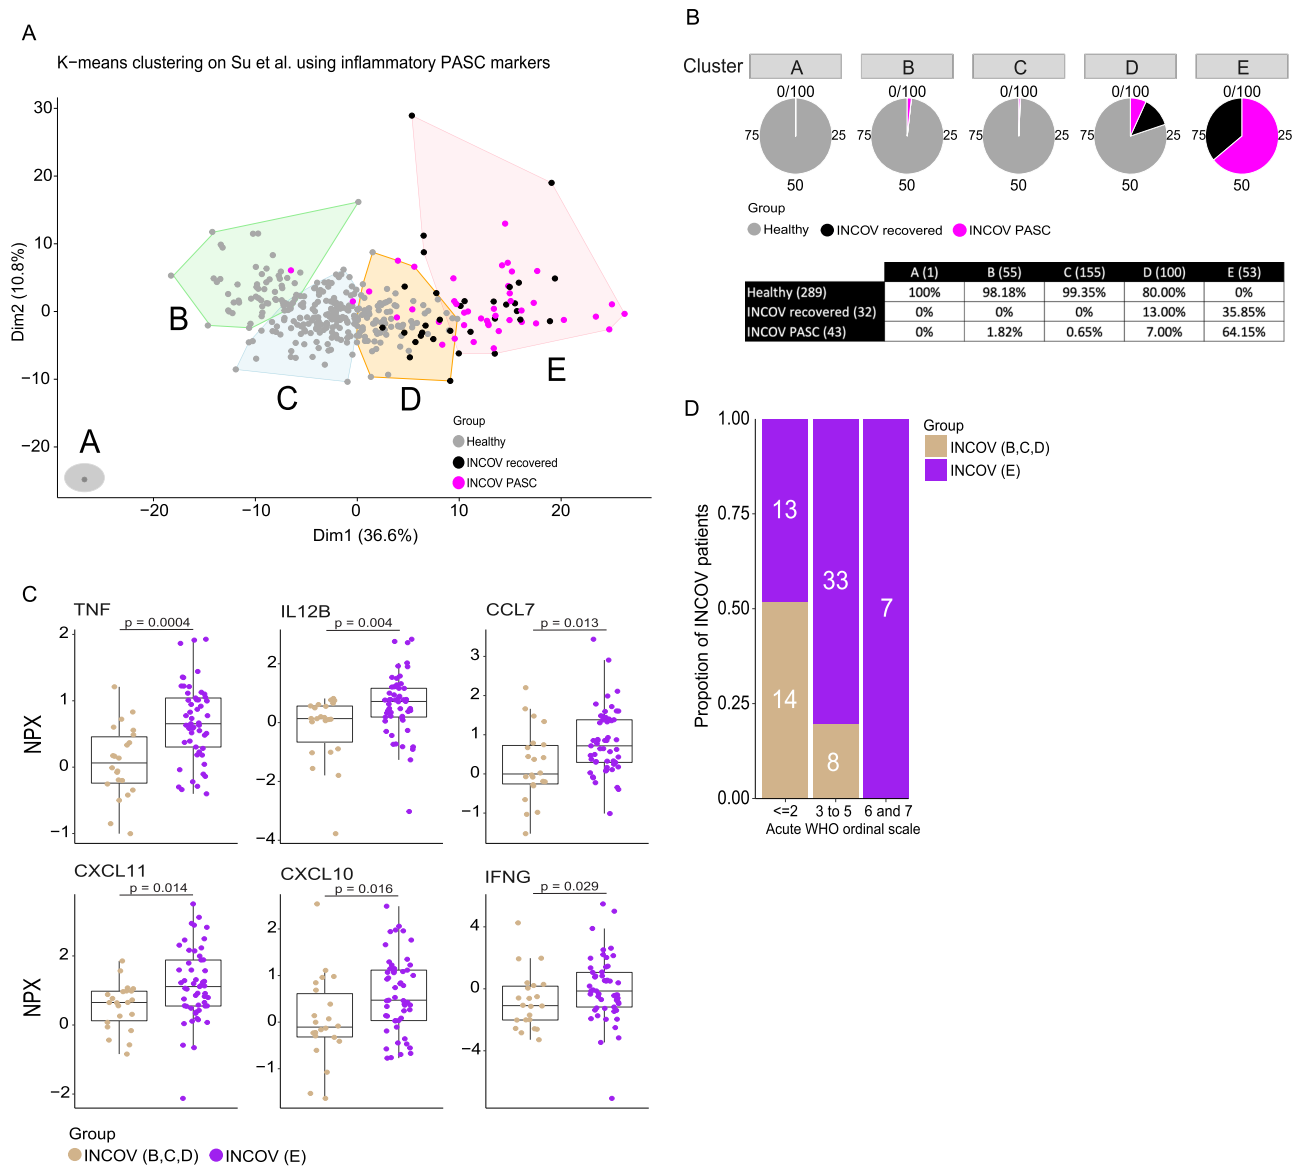 A
K−means clustering on Su et al. using inflammatory PASC markers
30
20
10
0
−10
−20
Dim2 (10.8%)
B
C
D
E
A
Group
Healthy
INCOV recovered
INCOV PASC
−20
−10
0
10
20
Dim1 (36.6%)
B
Cluster
A
B
C
D
E
0/100
0/100
0/100
0/100
0/100
75
25
75
25
75
25
75
25
75
25
50
50
50
50
50
Group
Healthy
INCOV recovered
INCOV PASC
A (1) B (55) C (155) D (100) E (53)
Healthy (289) 100% 98.18% 99.35% 80.00% 0%
INCOV recovered (32) 0% 0% 0% 13.00% 35.85%
INCOV PASC (43) 0% 1.82% 0.65% 7.00% 64.15%
C
TNF
p = 0.0004
2
1
0
−1
NPX
IL12B
p = 0.004
2
0
−2
−4
CCL7
p = 0.013
3
2
1
0
−1
CXCL11
p = 0.014
2
0
−2
NPX
CXCL10
p = 0.016
2
1
0
−1
IFNG
p = 0.029
4
0
−4
Group
INCOV (B,C,D)
INCOV (E)
D
1.00
0.75
0.50
0.25
0.00
Propotion of INCOV patients
13
14
33
8
7
<=2
3 to 5
6 and 7
Acute WHO ordinal scale
Group
INCOV (B,C,D)
INCOV (E)